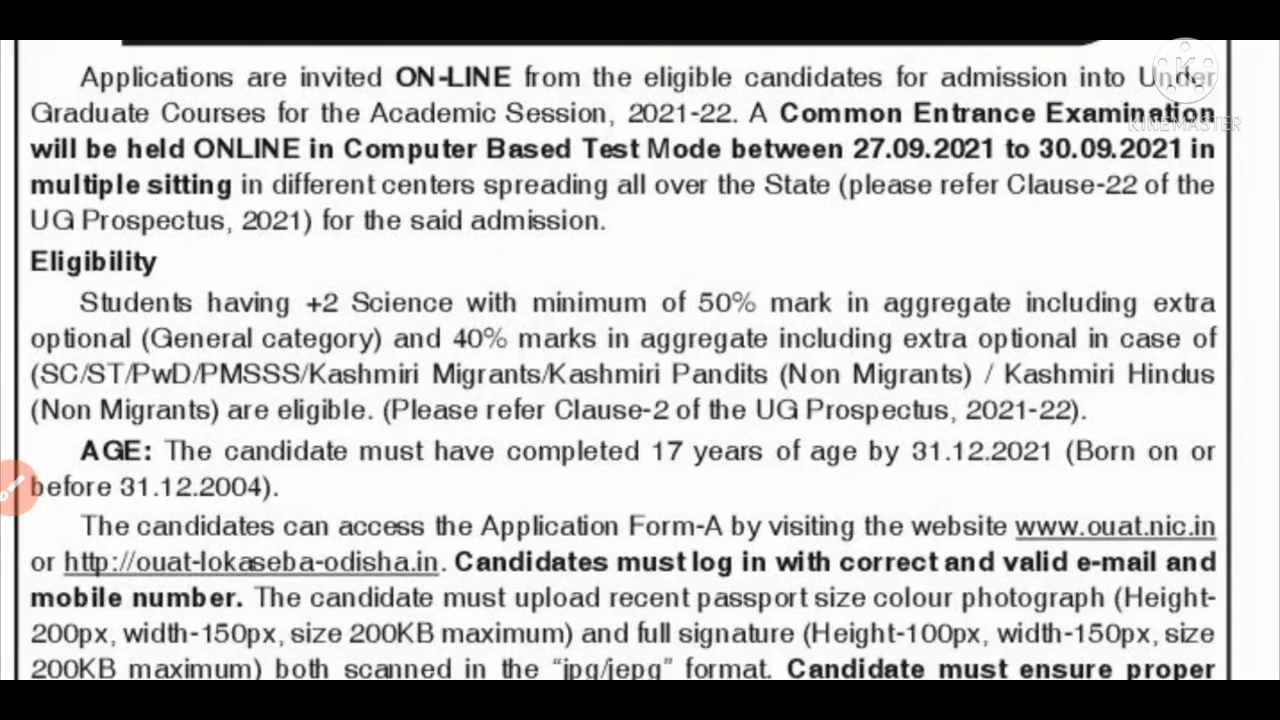 Applications are invited ON-LINE from the eligible candidates for admission into Under
Graduate Courses for the Academic Session, 2021-22. A Common Entrance Examination
KINEMASTER
will be held ONLINE in Computer Based Test Mode between 27.09.2021 to 30.09.2021 in
multiple sitting in different centers spreading all over the State (please refer Clause-22 of the
UG Prospectus, 2021) for the said admission.
Eligibility
Students having +2 Science with minimum of 50% mark in aggregate including extra
optional (General category) and 40% marks in aggregate including extra optional in case of
(SC/ST/PwD/PMSSS/Kashmiri Migrants/Kashmiri Pandits (Non Migrants) / Kashmiri Hindus
(Non Migrants) are eligible. (Please refer Clause-2 of the UG Prospectus, 2021-22).
AGE: The candidate must have completed 17 years of age by 31.12.2021 (Born on or
before 31.12.2004).
The candidates can access the Application Form-A by visiting the website www.ouat.nic.in
or http://ouat-lokaseba-odisha.in. Candidates must log in with correct and valid e-mail and
mobile number. The candidate must upload recent passport size colour photograph (Height-
200px, width-150px, size 200KB maximum) and full signature (Height-100px, width-150px, size
200KB maximum) both scanned in the “jpg/jepg” format. Candidate must ensure proper